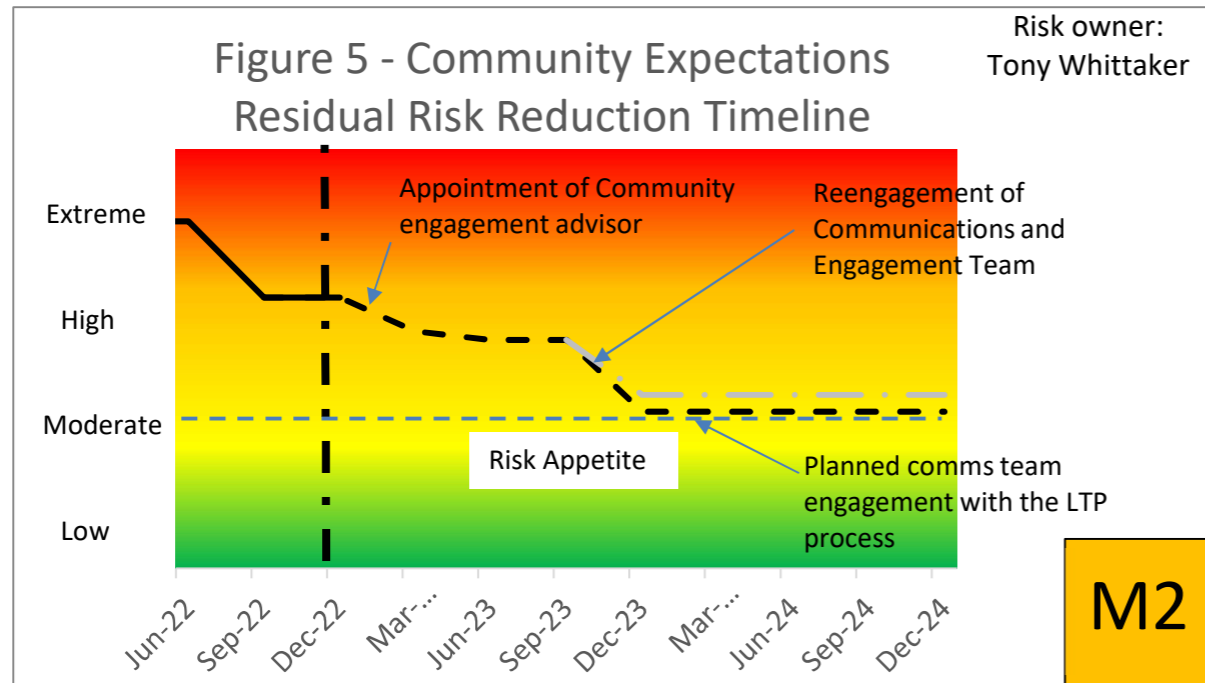 Risk owner:
Tony Whittaker
Figure 5 - Community Expectations
Residual Risk Reduction Timeline
Extreme
High
Moderate
Low
Appointment of Community
engagement advisor
Reengagement of
Communications and
Engagement Team
Risk Appetite
Planned comms team
engagement with the LTP
process
Jun-22
Sep-22
Dec-22
Mar-...
Jun-23
Sep-23
Dec-23
Mar-...
Jun-24
Sep-24
Dec-24
M2